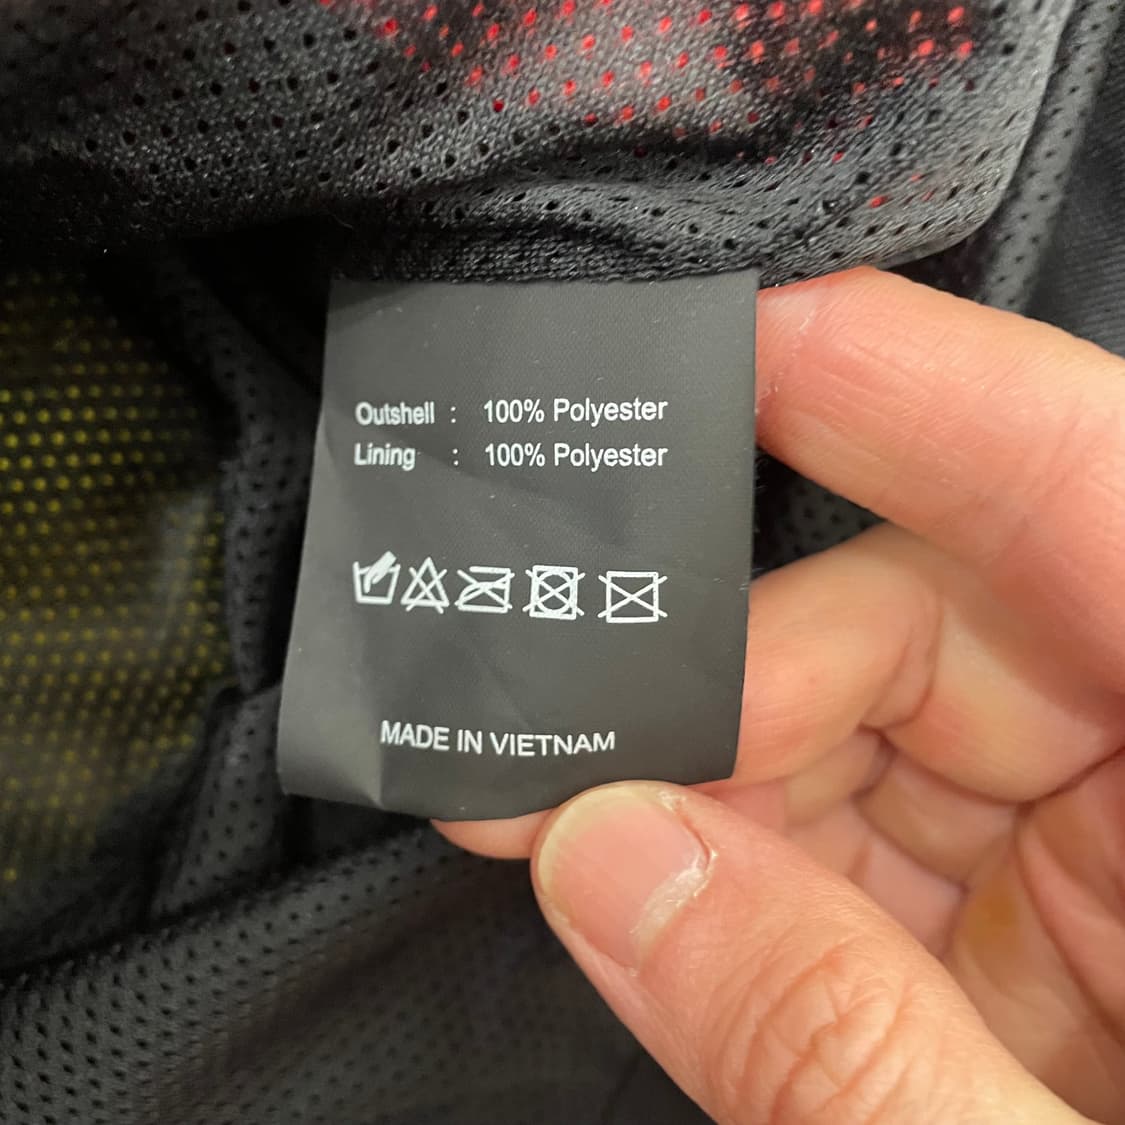 Outshell : 100% Polyester
Lining : 100% Polyester
MADE IN VIETNAM